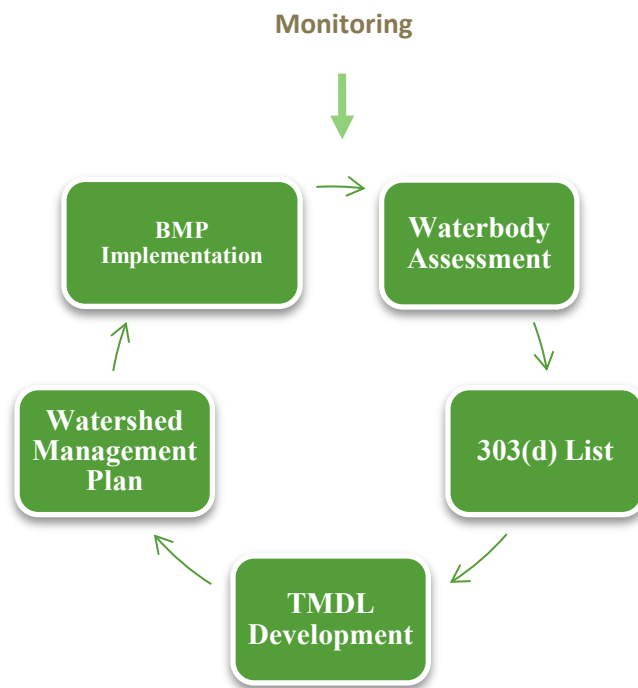 Monitoring
BMP
Implementation
Waterbody
Assessment
Watershed
Management
Plan
303(d) List
TMDL
Development